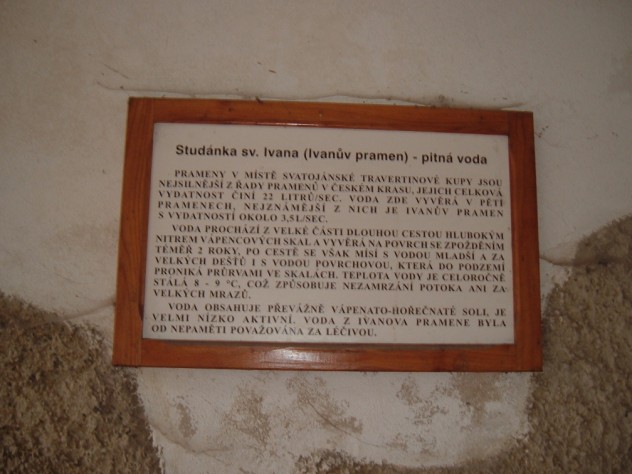 Studánka sv. Ivana (Ivanův pramen) - pitná voda
PRAMENY V MÍSTĚ SVATOJÁNSKÉ TRAVERTINOVÉ KUPY JSOU
NEJSILNĚJŠÍ Z ŘADY PRAMENŮ V ČESKÉM KRASU, JEJICH CELKOVÁ
VYDATNOST ČINÍ 22 LITRŮ/SEC. VODA ZDE VYVĚRÁ V PĚTI
PRAMENECH, NEJZNÁMĚJŠÍ Z NICH JE IVANŮV PRAMEN
S VYDATNOSTÍ OKOLO 3,5L/SEC.
VODA PROCHÁZÍ Z VELKÉ ČÁSTI DLOUHOU CESTOU HLUBOKÝM
NITREM VÁPENCOVÝCH SKAL A VYVĚRÁ NA POVRCH SE ZPOŽDĚNÍM
TÉMĚŘ 2 ROKY, PO CESTĚ SE VŠAK MÍSÍ S VODOU MLADŠÍ A ZA
VELKÝCH DEŠŤŮ I S VODOU POVRCHOVOU, KTERÁ DO PODZEMÍ
PRONIKÁ PRŮRVAMI VE SKALÁCH. TEPLOTA VODY JE CELOROČNĚ
STÁLÁ 8 - 9 °C, COŽ ZPŮSOBUJE NEZAMRZÁNÍ POTOKA ANI ZA
VELKÝCH MRAZŮ.
VODA OBSAHUJE PŘEVÁŽNĚ VÁPENATO-HOŘEČNATÉ SOLI, JE
VELMI NÍZKO AKTIVNÍ. VODA Z IVANOVA PRAMENE BYLA
OD NEPAMĚTI POVAŽOVÁNA ZA LÉČIVOU.